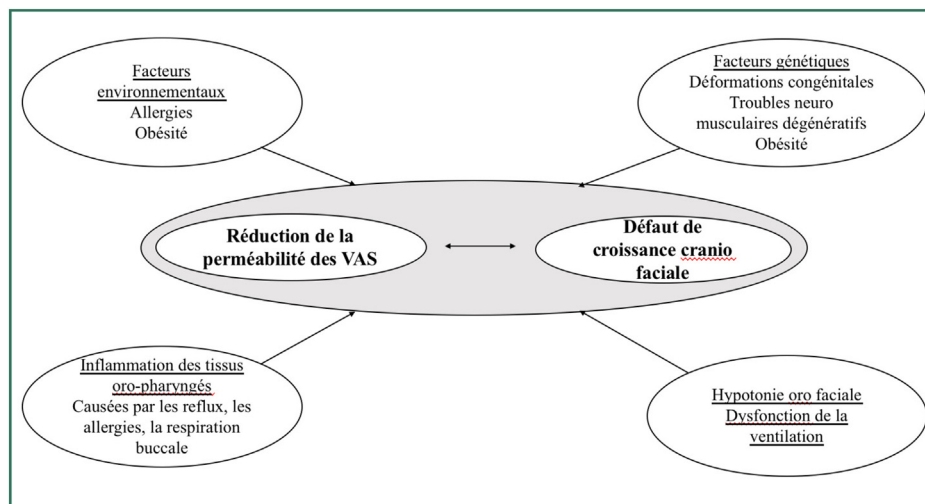 Facteurs
environnementaux
Allergies
Obésité
Facteurs génétiques
Déformations congénitales
Troubles neuro
musculaires dégénératifs
Obésité
Réduction de la
perméabilité des VAS
Défaut de
croissance cranio
faciale
Inflammation des tissus
oro-pharyngés
Causées par les reflux, les
allergies, la respiration
buccale
Hypotonie oro faciale
Dysfonction de la
ventilation